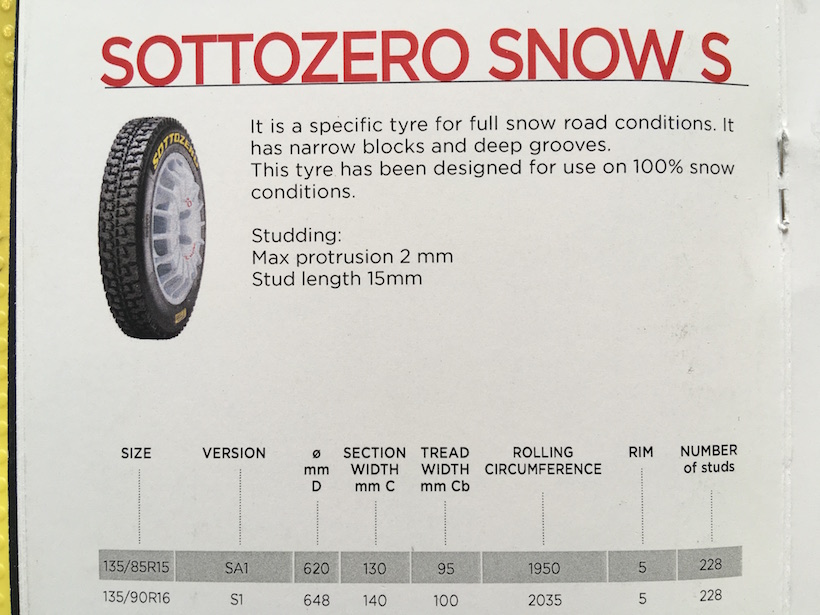 SOTTOZERO SNOW S
SOTTOZERO
It is a specific tyre for full snow road conditions. It
has narrow blocks and deep grooves.
This tyre has been designed for use on 100% snow
conditions.
Studding:
Max protrusion 2 mm
Stud length 15mm
SIZE VERSION ø mm D SECTION WIDTH mm C TREAD WIDTH mm Cb ROLLING CIRCUMFERENCE RIM NUMBER of studs
135/85R15 SA1 620 130 95 1950 5 228
135/90R16 S1 648 140 100 2035 5 228